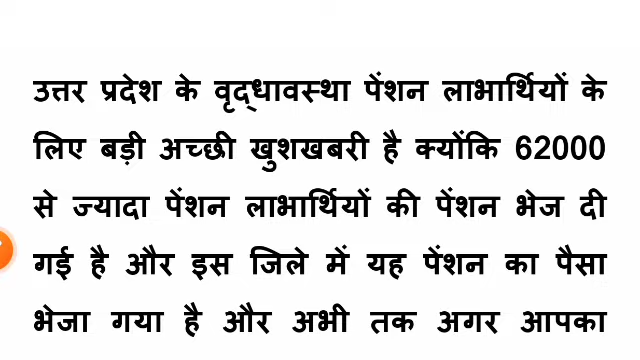 उत्तर प्रदेश के वृद्धावस्था पेंशन लाभार्थियों के
लिए बड़ी अच्छी खुशखबरी है क्योंकि 62000
से ज्यादा पेंशन लाभार्थियों की पेंशन भेज दी
गई है और इस जिले में यह पेंशन का पैसा
भेजा गया है और अभी तक अगर आपका